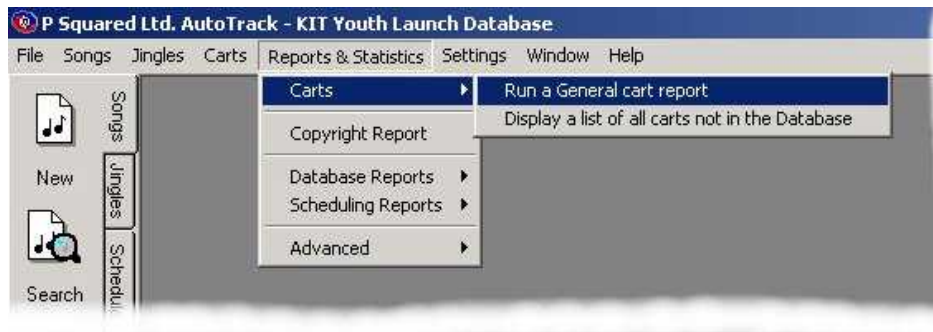 P Squared Ltd. AutoTrack - KIT Youth Launch Database
File Songs Jingles Carts Reports & Statistics Settings Window Help
Carts
Run a General cart report
Display a list of all carts not in the Database
Copyright Report
Database Reports
Scheduling Reports
Advanced
New
Search
Songs
Jingles